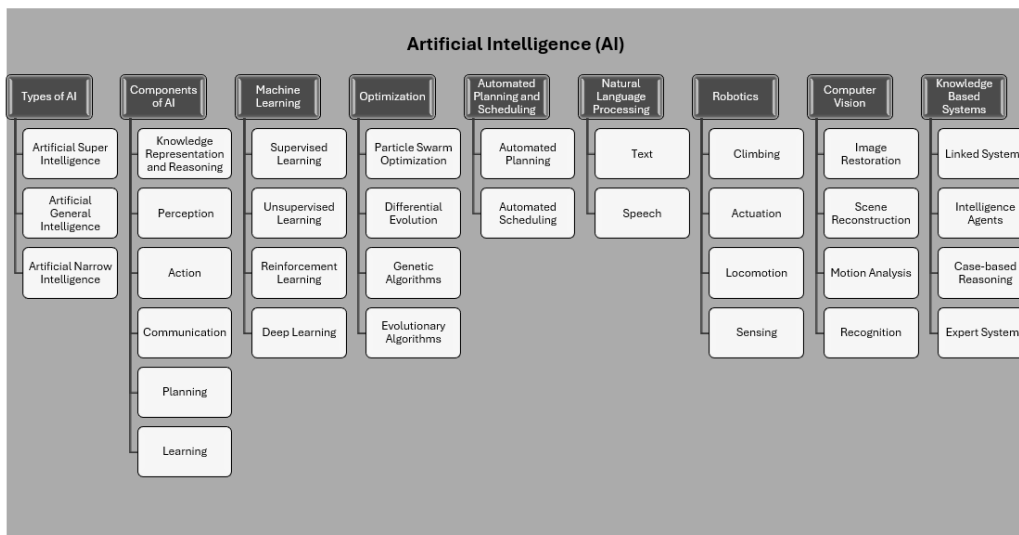 Artificial Intelligence (AI)
Types of AI
Artificial Super
Intelligence
Artificial
General
Intelligence
Artificial Narrow
Intelligence
Components
of AI
Knowledge
Representation
and Reasoning
Perception
Action
Communication
Planning
Learning
Machine
Learning
Supervised
Learning
Unsupervised
Learning
Reinforcement
Learning
Deep Learning
Optimization
Particle Swarm
Optimization
Differential
Evolution
Genetic
Algorithms
Evolutionary
Algorithms
Automated
Planning and
Scheduling
Automated
Planning
Automated
Scheduling
Natural
Language
Processing
Text
Speech
Robotics
Climbing
Actuation
Locomotion
Sensing
Computer
Vision
Image
Restoration
Scene
Reconstruction
Motion Analysis
Recognition
Knowledge
Based
Systems
Linked System
Intelligence
Agents
Case-based
Reasoning
Expert System